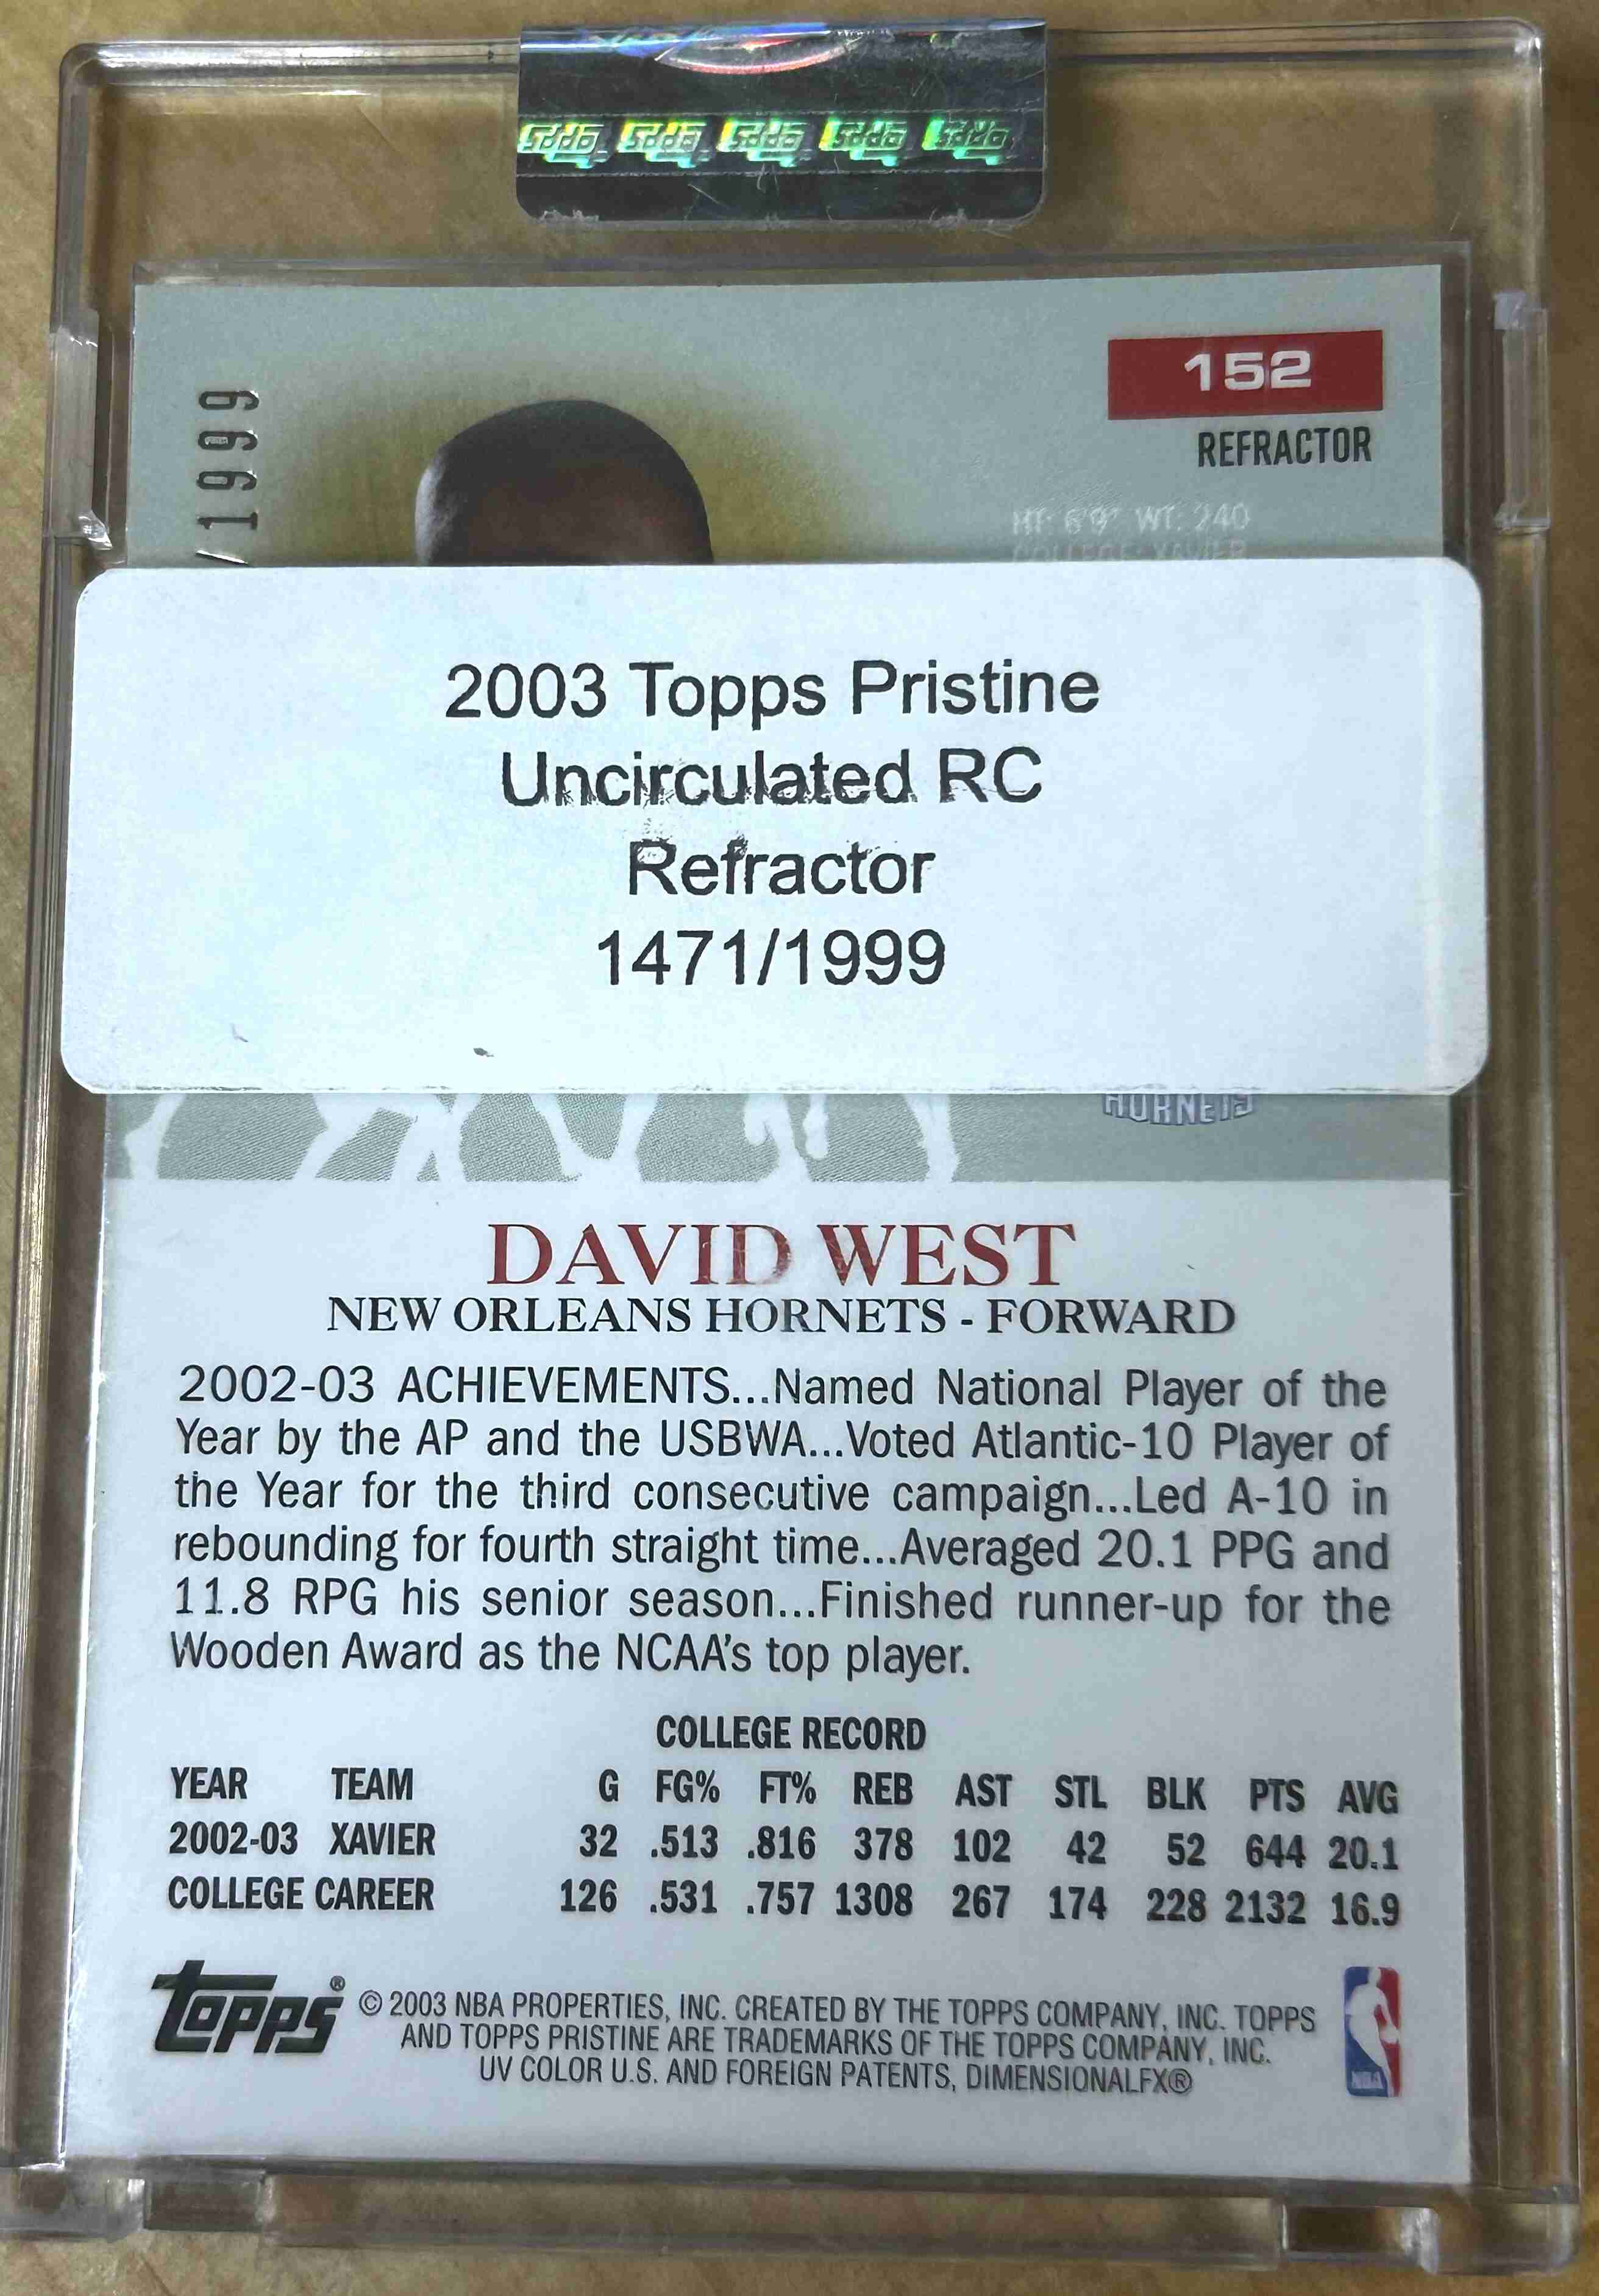 152
REFRACTOR
/1999
HT: 6'9" WT: 240
COLLEGE: XAVIER
2003 Topps Pristine
Uncirculated RC
Refractor
1471/1999
HORNETS
DAVID WEST
NEW ORLEANS HORNETS - FORWARD
2002-03 ACHIEVEMENTS...Named National Player of the
Year by the AP and the USBWA...Voted Atlantic-10 Player of
the Year for the third consecutive campaign...Led A-10 in
rebounding for fourth straight time...Averaged 20.1 PPG and
11.8 RPG his senior season...Finished runner-up for the
Wooden Award as the NCAA's top player.
COLLEGE RECORD
YEAR TEAM G FG% FT% REB AST STL BLK PTS AVG
2002-03 XAVIER 32 .513 .816 378 102 42 52 644 20.1
COLLEGE CAREER 126 .531 .757 1308 267 174 228 2132 16.9
Topps® © 2003 NBA PROPERTIES, INC. CREATED BY THE TOPPS COMPANY, INC. TOPPS
AND TOPPS PRISTINE ARE TRADEMARKS OF THE TOPPS COMPANY, INC.
UV COLOR U.S. AND FOREIGN PATENTS, DIMENSIONALFX®
NBA